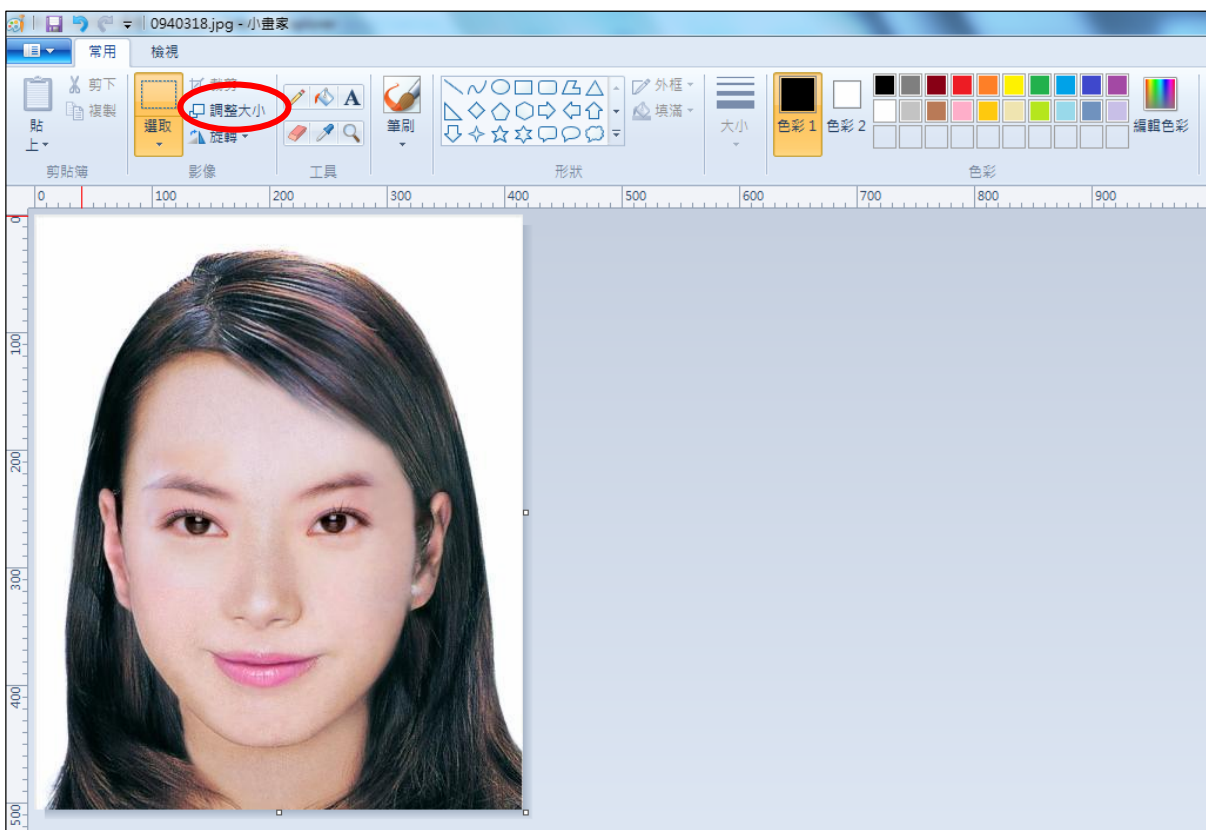 0940318.jpg - 小畫家
常用 檢視
剪下
複製
貼上
選取
裁剪
調整大小
旋轉
A
筆刷
外框
填滿
大小
色彩 1
色彩 2
編輯色彩
剪貼簿 影像 工具 形狀 色彩
0 100 200 300 400 500 600 700 800 900
0
100
200
300
400
500